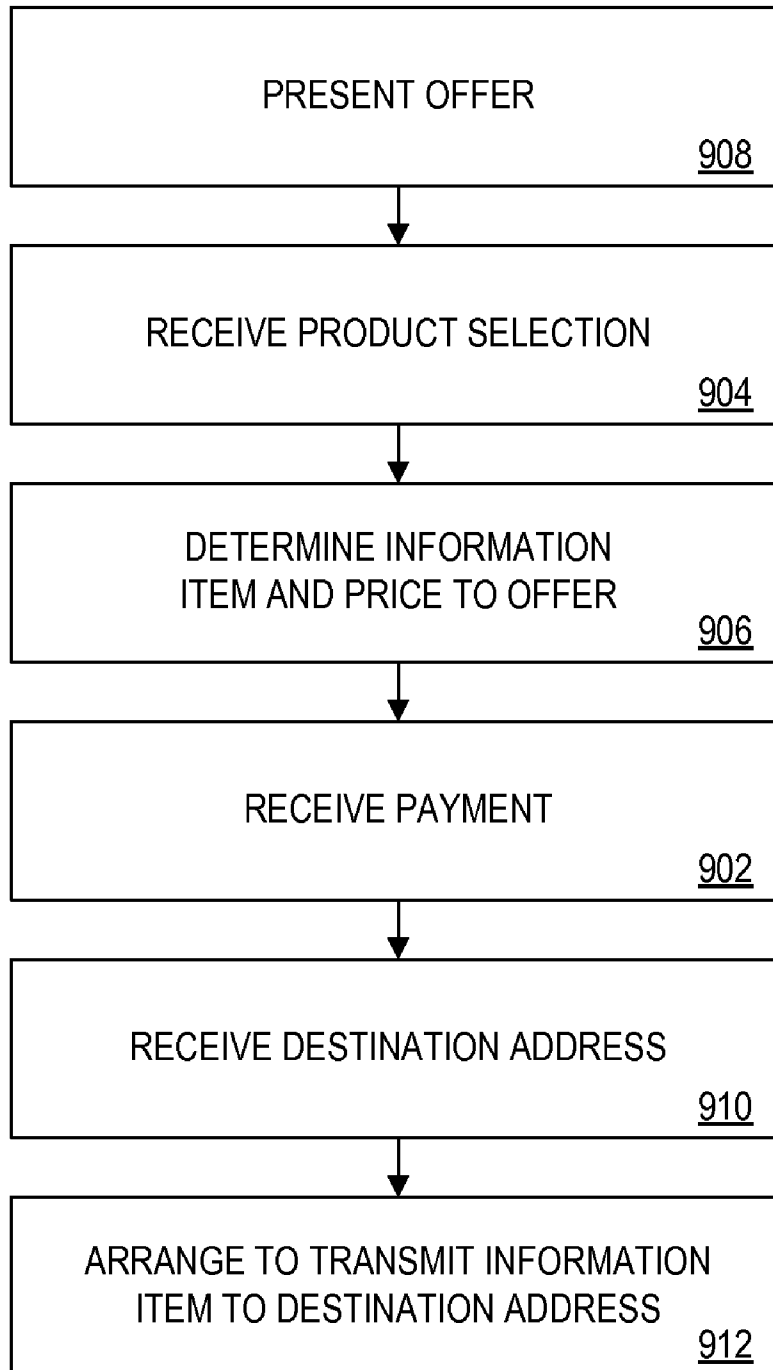 PRESENT OFFER
908
RECEIVE PRODUCT SELECTION
904
DETERMINE INFORMATION
ITEM AND PRICE TO OFFER
906
RECEIVE PAYMENT
902
RECEIVE DESTINATION ADDRESS
910
ARRANGE TO TRANSMIT INFORMATION
ITEM TO DESTINATION ADDRESS
912